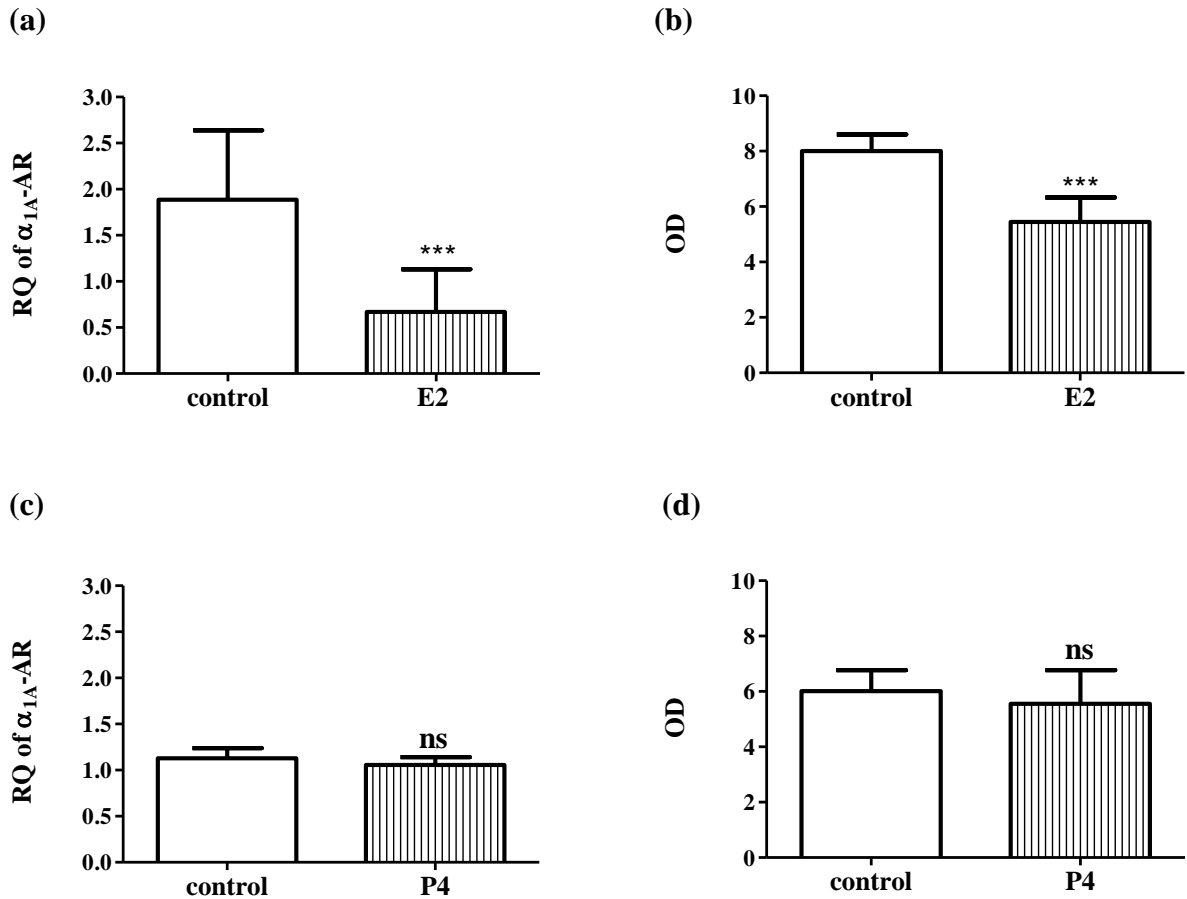 (a)
RQ of α1A-AR
3.0
2.5
2.0
1.5
1.0
0.5
0.0
***
control
E2
(b)
OD
10
8
6
4
2
0
***
control
E2
(c)
RQ of α1A-AR
3.0
2.5
2.0
1.5
1.0
0.5
0.0
ns
control
P4
(d)
OD
10
8
6
4
2
0
ns
control
P4